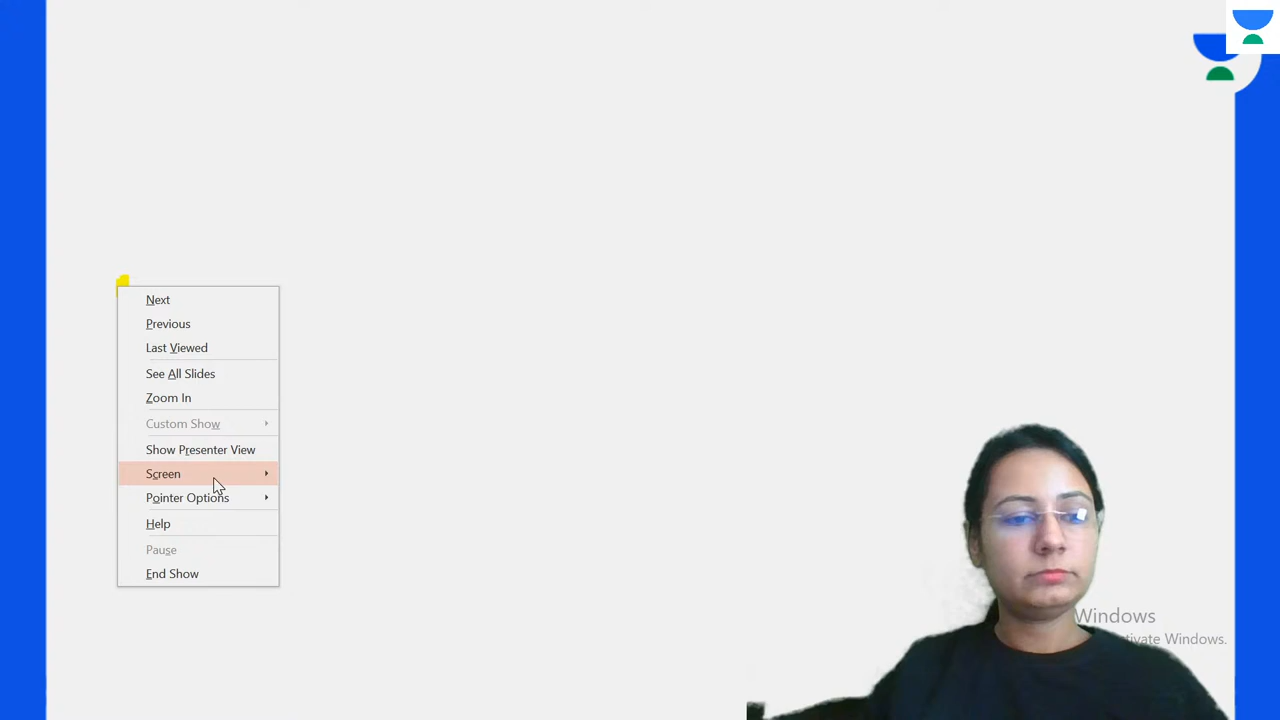 Next
Previous
Last Viewed
See All Slides
Zoom In
Custom Show
Show Presenter View
Screen
Pointer Options
Help
Pause
End Show
Windows
Windows.